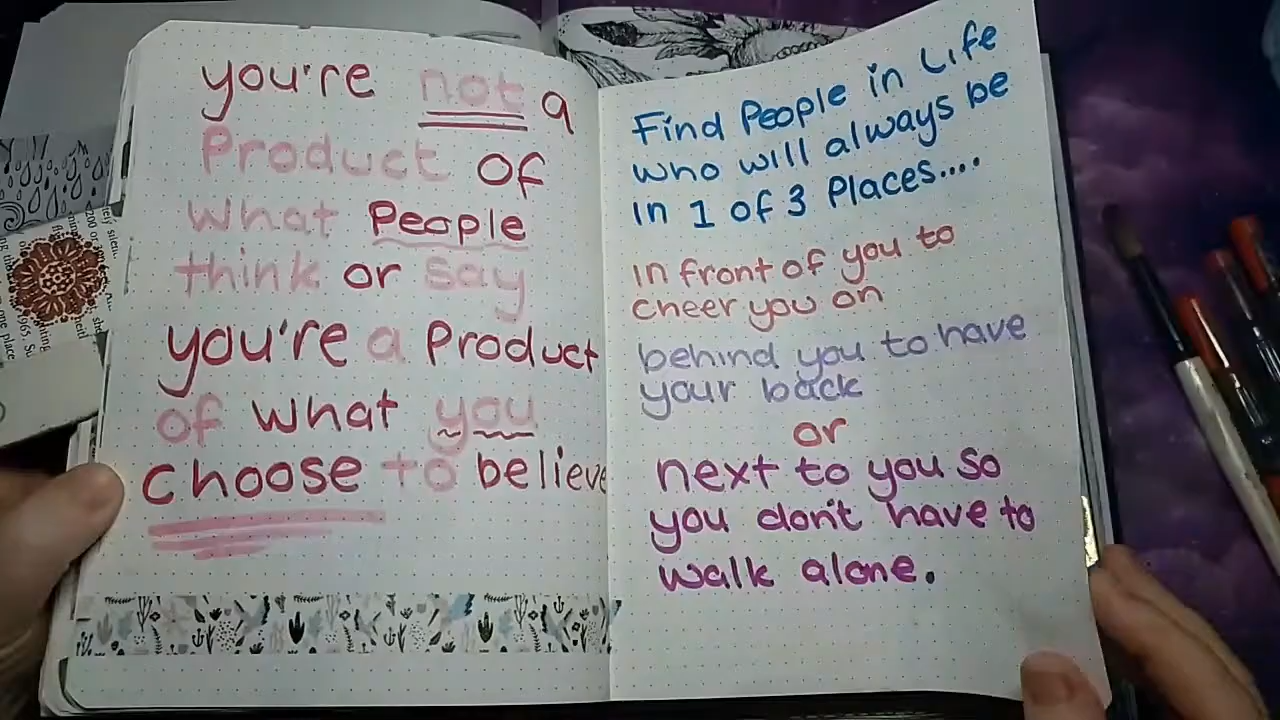 you're not a
Product of
what People
think or say
you're a Product
of what you
choose to believe
Find People in Life
who will always be
in 1 of 3 Places....
in front of you to
cheer you on
behind you to have
your back
or
next to you so
you don't have to
walk alone.